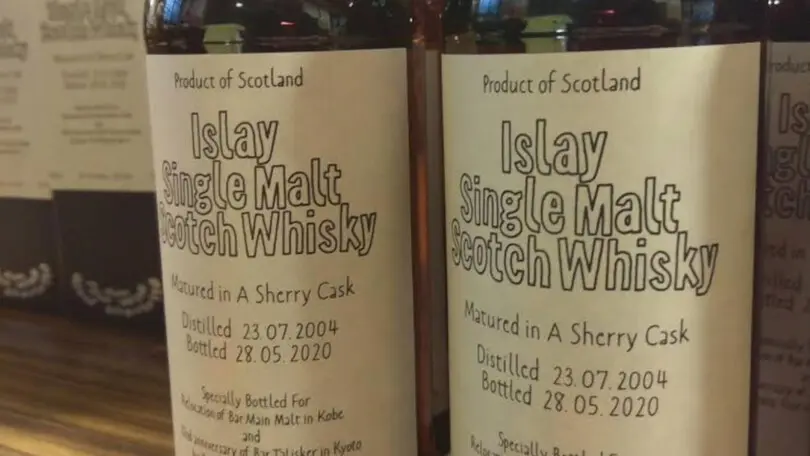 Product of Scotland
Islay
Single Malt
Scotch Whisky
Matured in A Sherry Cask
Distilled 23.07.2004
Bottled 28.05.2020
Specially Bottled For
Relocation of Bar Main Malt in Kobe
and
anniversary of Bar Talisker in Kyoto
Product of Scotland
Islay
Single Malt
Scotch Whisky
Matured in A Sherry Cask
Distilled 23.07.2004
Bottled 28.05.2020
Specially Bottled